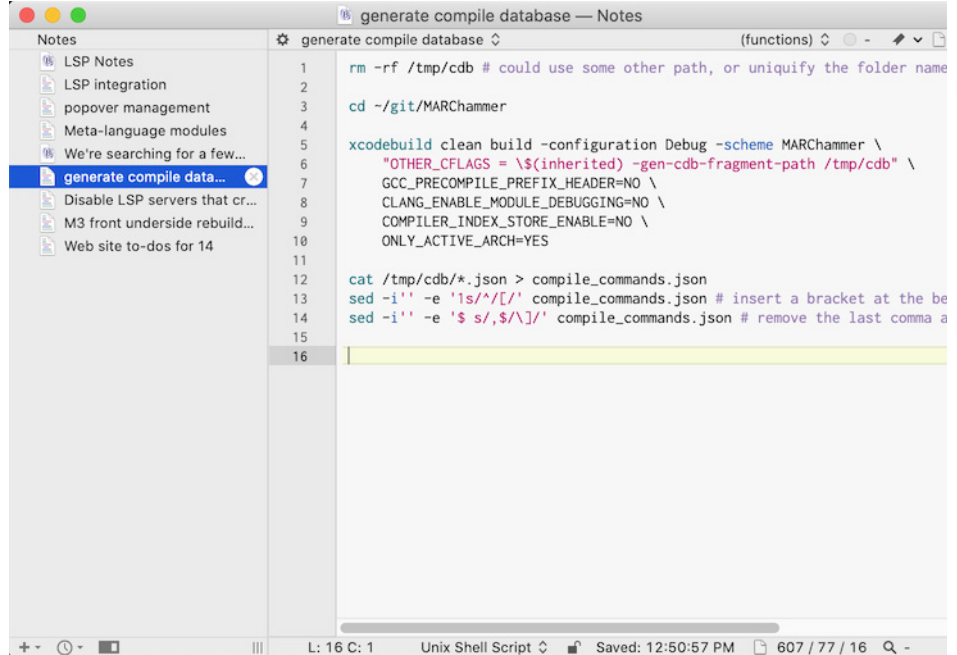 generate compile database — Notes
Notes
generate compile database
(functions)
-
LSP Notes
LSP integration
popover management
Meta-language modules
We're searching for a few...
generate compile data...
Disable LSP servers that cr...
M3 front underside rebuild...
Web site to-dos for 14
1 rm -rf /tmp/cdb # could use some other path, or uniquify the folder name
2
3 cd ~/git/MARChammer
4
5 xcodebuild clean build -configuration Debug -scheme MARChammer \
6 "OTHER_CFLAGS = \$(inherited) -gen-cdb-fragment-path /tmp/cdb" \
7 GCC_PRECOMPILE_PREFIX_HEADER=NO \
8 CLANG_ENABLE_MODULE_DEBUGGING=NO \
9 COMPILER_INDEX_STORE_ENABLE=NO \
10 ONLY_ACTIVE_ARCH=YES
11
12 cat /tmp/cdb/*.json > compile_commands.json
13 sed -i'' -e '1s/^/[/' compile_commands.json # insert a bracket at the be
14 sed -i'' -e '$ s/,$/\]/' compile_commands.json # remove the last comma a
15
16
L: 16 C: 1 Unix Shell Script Saved: 12:50:57 PM 607 / 77 / 16 -